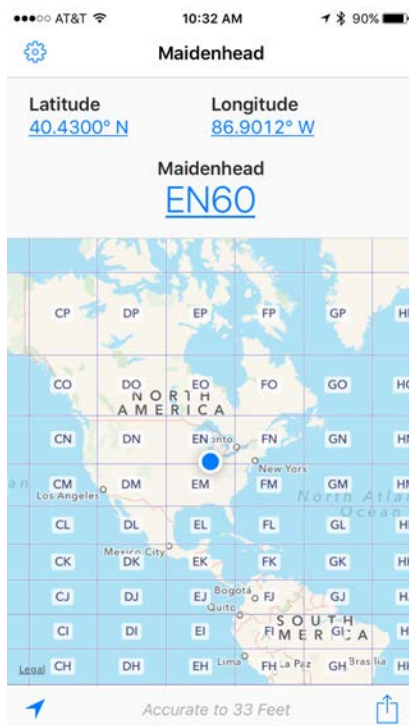 AT&T 10:32 AM 90%
Maidenhead
Latitude Longitude
40.4300° N 86.9012° W
Maidenhead
EN60
CP DP EP FP GP
CO DO EO FO GO
NORTH
AMERICA
CN DN EN onto FN GN
New York
CM DM EM FM GM
Los Angeles
North Atla
Ocean
CL DL EL FL GL
Mexico City
CK DK EK FK GK
CJ DJ EJ Bogotá FJ GJ
Quito
SOUTH
CI DI EI FI GI
AMERICA
Legal CH DH EH Lima FH La Paz GH Brasília
Accurate to 33 Feet